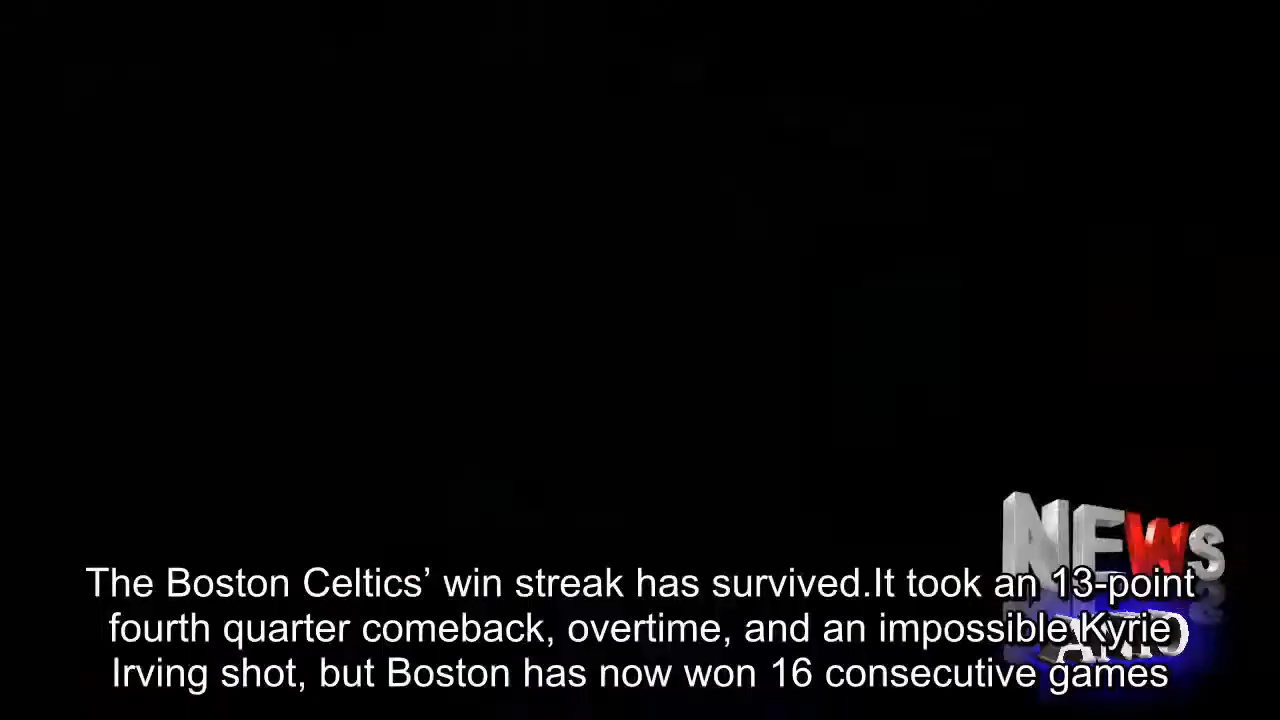 The Boston Celtics’ win streak has survived.It took an 13-point
fourth quarter comeback, overtime, and an impossible Kyrie
Irving shot, but Boston has now won 16 consecutive games
NEWS